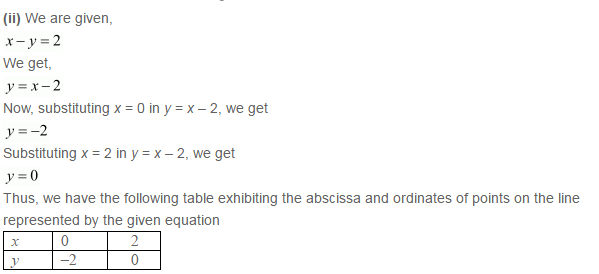 (ii) We are given,
x – y = 2
We get,
y = x – 2
Now, substituting x = 0 in y = x – 2, we get
y = –2
Substituting x = 2 in y = x – 2, we get
y = 0
Thus, we have the following table exhibiting the abscissa and ordinates of points on the line
represented by the given equation
x 0 2
y –2 0